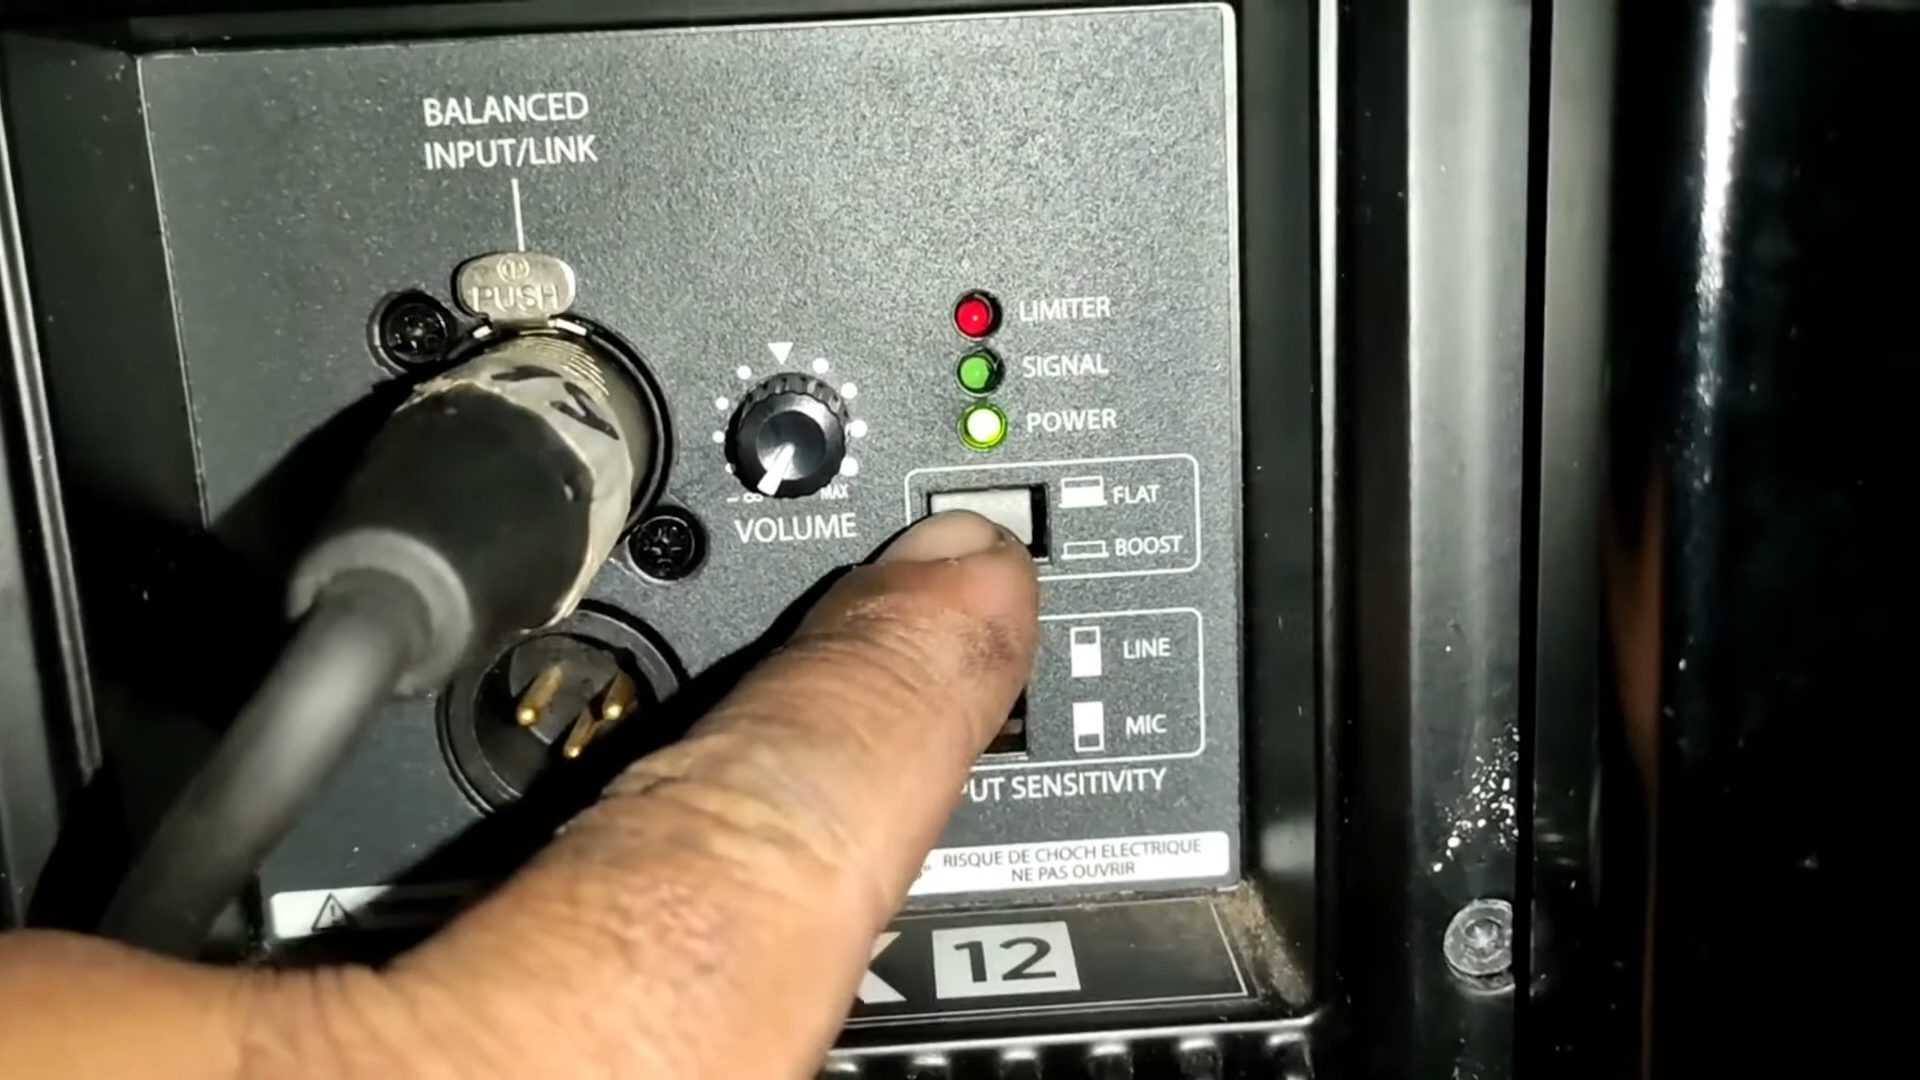 BALANCED
INPUT/LINK
PUSH
LIMITER
SIGNAL
POWER
-∞
MAX
VOLUME
FLAT
BOOST
LINE
MIC
PUT SENSITIVITY
RISQUE DE CHOCH ELECTRIQUE
NE PAS OUVRIR
K 12